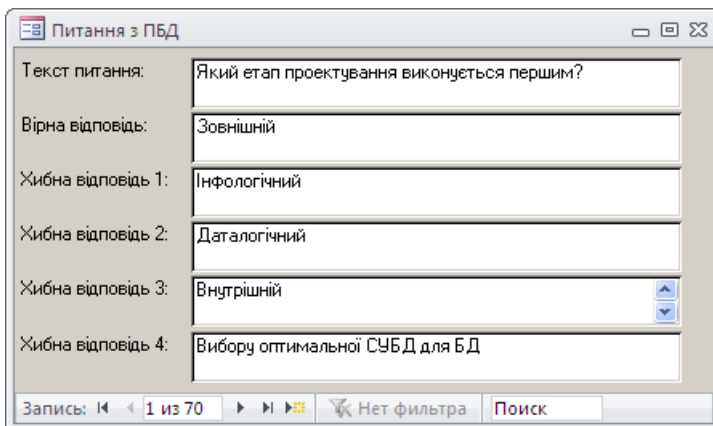 Питання з ПБД
Текст питання: Який етап проектування виконується першим?
Вірна відповідь: Зовнішній
Хибна відповідь 1: Інфологічний
Хибна відповідь 2: Даталогічний
Хибна відповідь 3: Внутрішній
Хибна відповідь 4: Вибору оптимальної СУБД для БД
Запись: 1 из 70 Нет фильтра Поиск